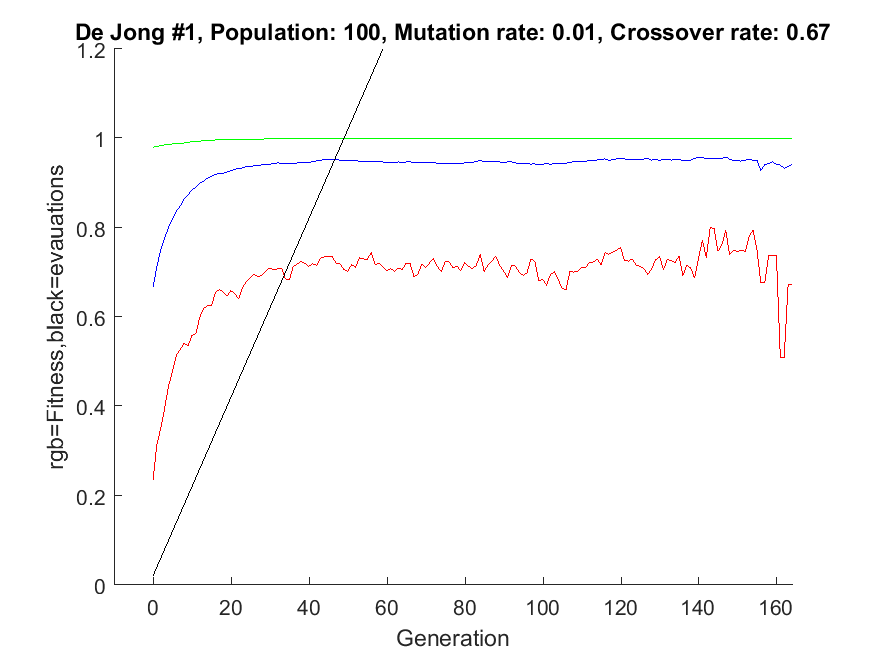 De Jong #1, Population: 100, Mutation rate: 0.01, Crossover rate: 0.67
rgb=Fitness,black=evauations
1.2
1
0.8
0.6
0.4
0.2
0
0 20 40 60 80 100 120 140 160
Generation